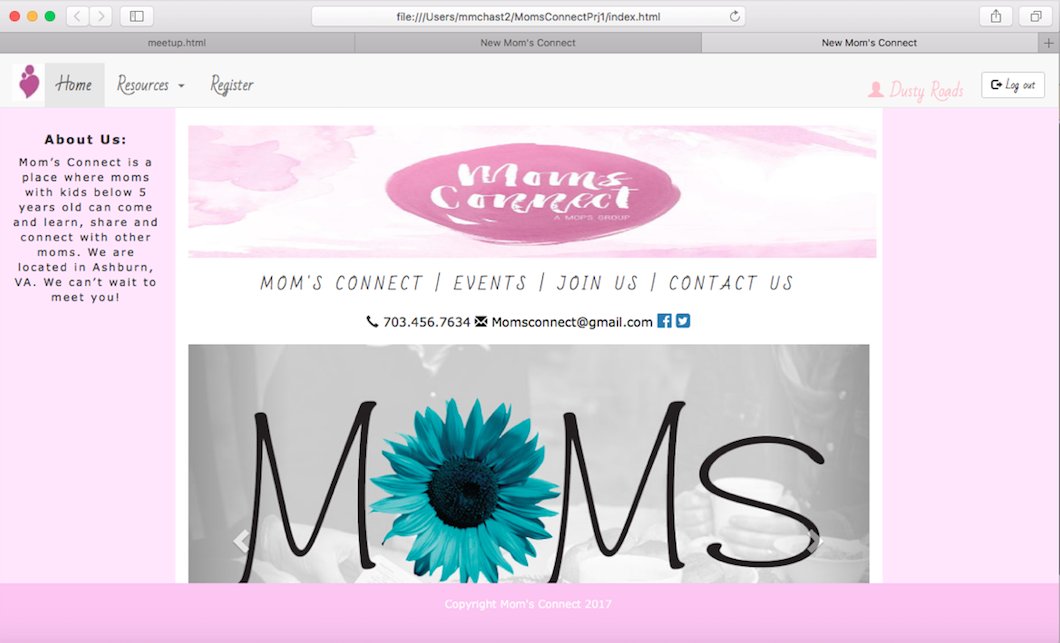 file:///Users/mmchast2/MomsConnectPrj1/index.html
meetup.html
New Mom's Connect
New Mom's Connect
Home
Resources
Register
Dusty Roads
Log out
About Us:
Mom’s Connect is a
place where moms
with kids below 5
years old can come
and learn, share and
connect with other
moms. We are
located in Ashburn,
VA. We can’t wait to
meet you!
Moms
Connect
A MOPS GROUP
MOM'S CONNECT | EVENTS | JOIN US | CONTACT US
703.456.7634 Momsconnect@gmail.com
MOMS
Copyright Mom's Connect 2017